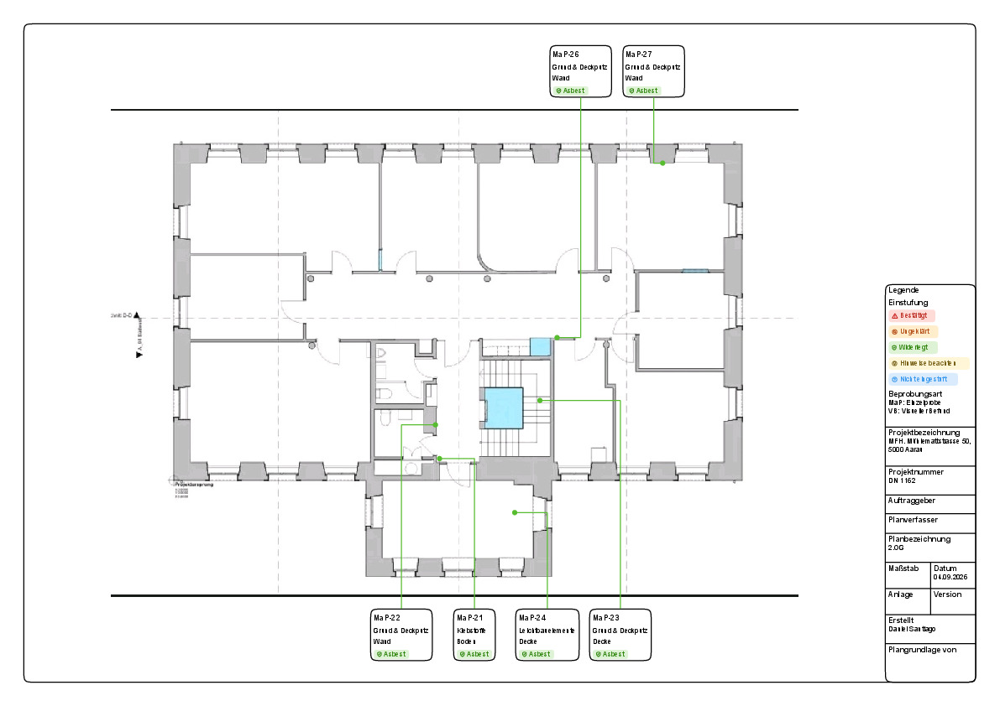 MaP-26
Grund & Deckputz
Wand
Asbest
MaP-27
Grund & Deckputz
Wand
Asbest
Projektursprung
MaP-22
Grund & Deckputz
Wand
Asbest
MaP-21
Klebstoffe
Boden
Asbest
MaP-24
Leichtbauelemente
Decke
Asbest
MaP-23
Grund & Deckputz
Decke
Asbest
Legende
Einstufung
Bestätigt
Ungeklärt
Widerlegt
Hinweise beachten
Nicht eingestuft
Beprobungsart
MaP: Einzelprobe
VB: Visueller Befund
Projektbezeichnung
MFH. Mühlemattstrasse 50,
5000 Aarau
Projektnummer
DN 1162
Auftraggeber
Planverfasser
Planbezeichnung
2.OG
Maßstab
Datum
04.09.2026
Anlage
Version
Erstellt
Daniel Santiago
Plangrundlage von